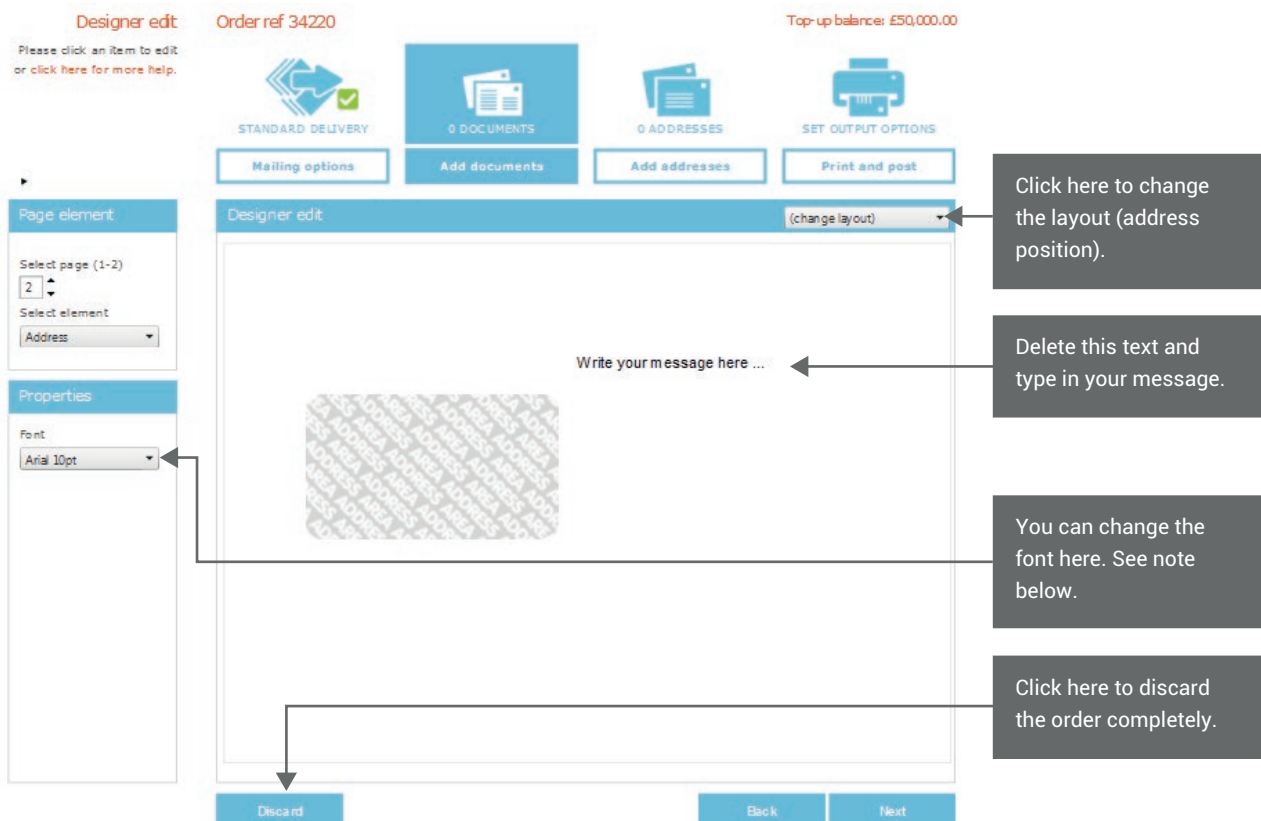 Designer edit
Please click an item to edit
or click here for more help.
Order ref 34220
Top-up balance: £50,000.00
STANDARD DELIVERY
0 DOCUMENTS
0 ADDRESSES
SET OUTPUT OPTIONS
Mailing options
Add documents
Add addresses
Print and post
Page element
Select page (1-2)
2
Select element
Address
Properties
Font
Arial 10pt
Designer edit
(change layout)
Write your message here ...
ADDRESS AREA
Discard
Back
Next
Click here to change
the layout (address
position).
Delete this text and
type in your message.
You can change the
font here. See note
below.
Click here to discard
the order completely.